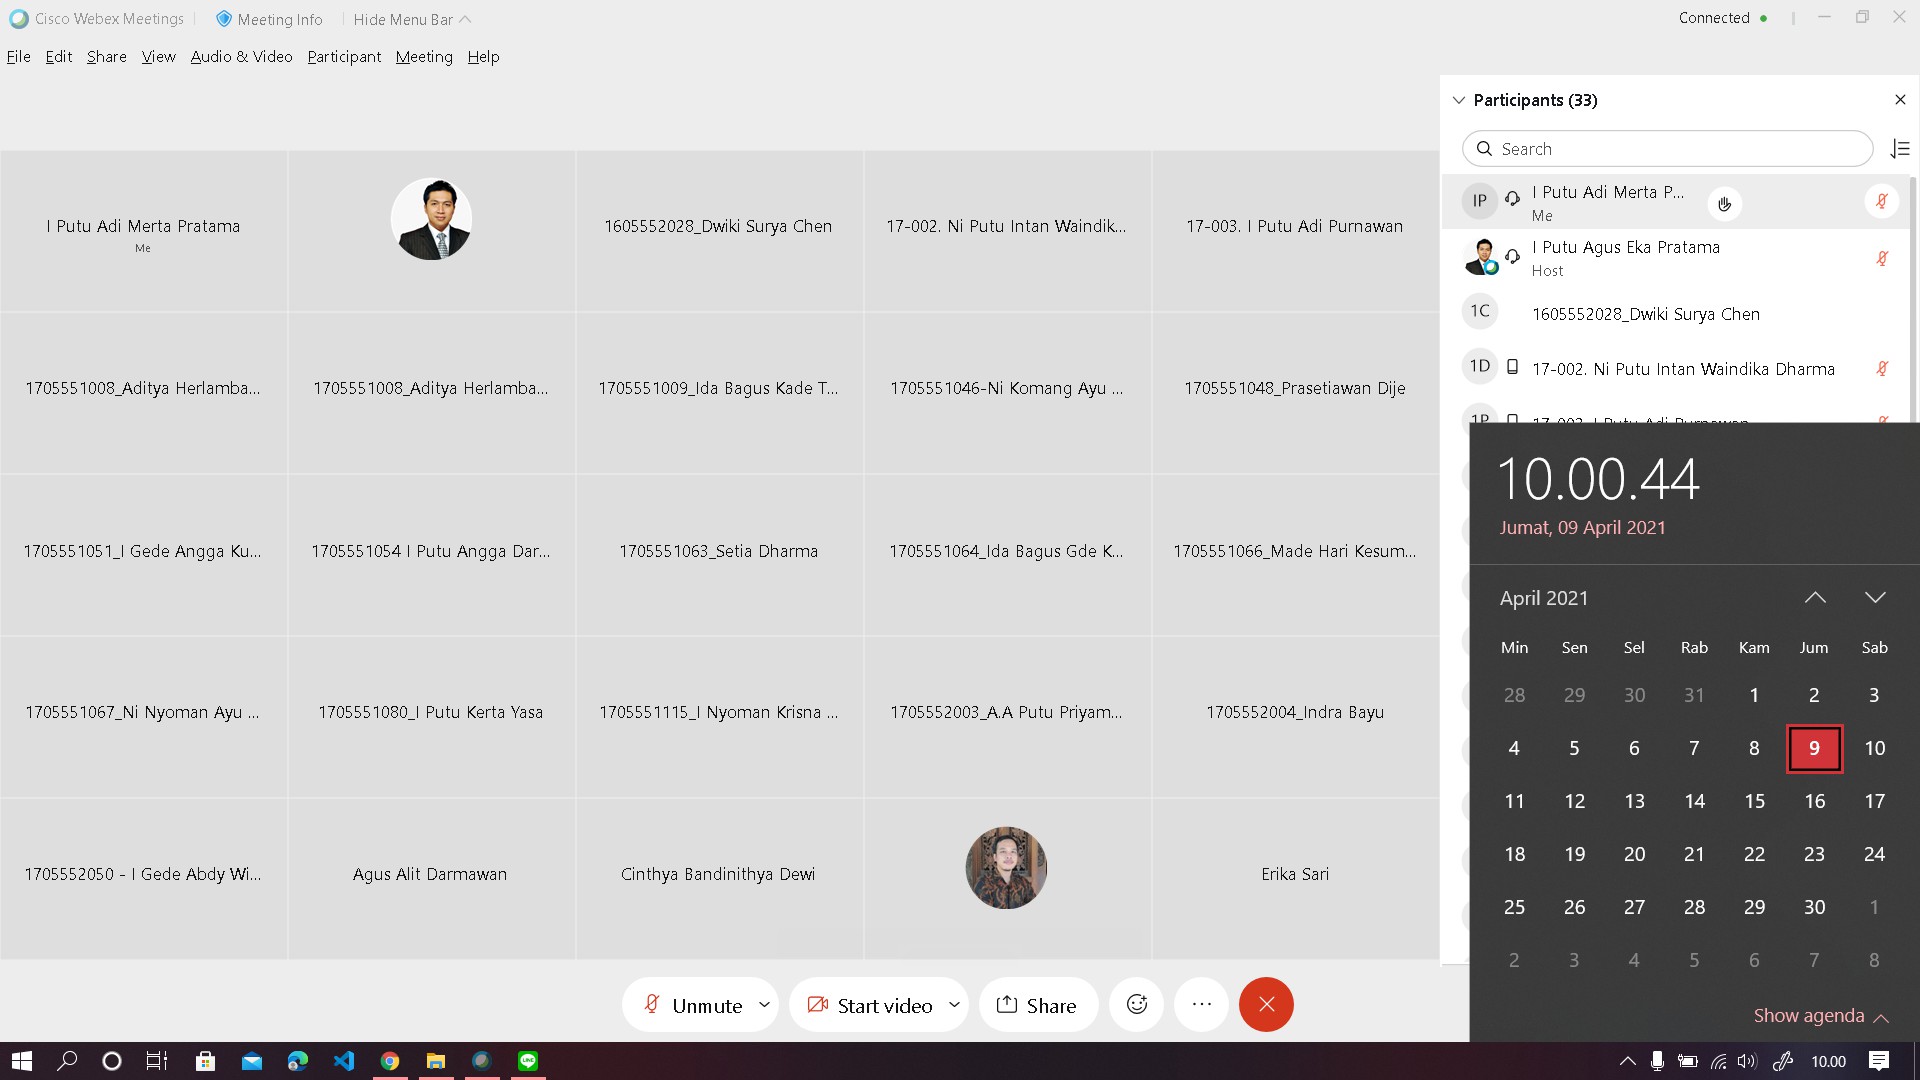 Cisco Webex Meetings
Meeting Info
Hide Menu Bar
Connected
File Edit Share View Audio & Video Participant Meeting Help
Participants (33)
Search
IP
I Putu Adi Merta P...
Me
I Putu Agus Eka Pratama
Host
1C
1605552028_Dwiki Surya Chen
1D
17-002. Ni Putu Intan Waindika Dharma
1P
17-003. I Putu Adi Purnawan
I Putu Adi Merta Pratama
Me
1605552028_Dwiki Surya Chen
17-002. Ni Putu Intan Waindik...
17-003. I Putu Adi Purnawan
1705551008_Aditya Herlamba...
1705551008_Aditya Herlamba...
1705551009_Ida Bagus Kade T...
1705551046-Ni Komang Ayu ...
1705551048_Prasetiawan Dije
1705551051_I Gede Angga Ku...
1705551054 I Putu Angga Dar...
1705551063_Setia Dharma
1705551064_Ida Bagus Gde K...
1705551066_Made Hari Kesum...
1705551067_Ni Nyoman Ayu ...
1705551080_I Putu Kerta Yasa
1705551115_I Nyoman Krisna ...
1705552003_A.A Putu Priyam...
1705552004_Indra Bayu
1705552050 - I Gede Abdy Wi...
Agus Alit Darmawan
Cinthya Bandinithya Dewi
Erika Sari
10.00.44
Jumat, 09 April 2021
April 2021
Min Sen Sel Rab Kam Jum Sab
28 29 30 31 1 2 3
4 5 6 7 8 9 10
11 12 13 14 15 16 17
18 19 20 21 22 23 24
25 26 27 28 29 30 1
2 3 4 5 6 7 8
Show agenda
Unmute
Start video
Share
LINE
10.00